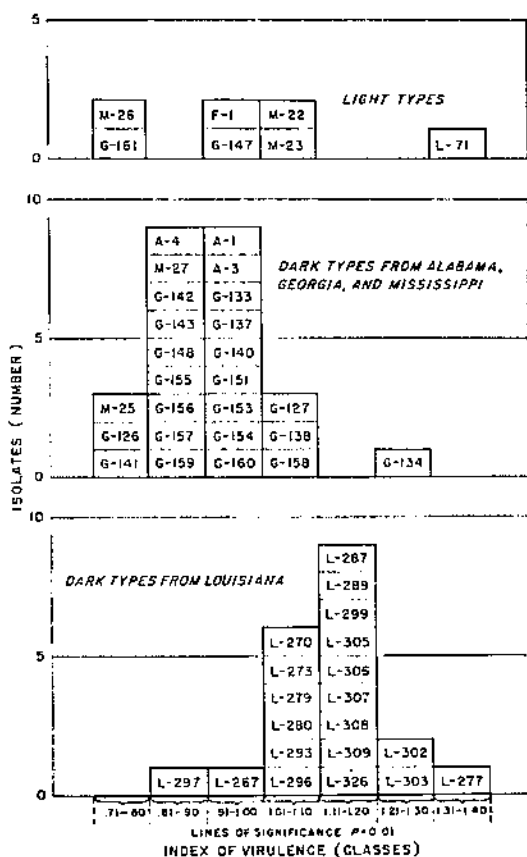 5
LIGHT TYPES
M-26 F-1 M-22
G-161 G-147 M-23 L-71
0
10
A-4 A-1
DARK TYPES FROM ALABAMA,
M-27 A-3
GEORGIA, AND MISSISSIPPI
G-142 G-133
G-143 G-137
5
G-148 G-140
G-155 G-151
M-25 G-156 G-153 G-127
G-126 G-157 G-154 G-138
G-141 G-159 G-160 G-158 G-134
0
ISOLATES (NUMBER)
10
DARK TYPES FROM LOUISIANA
L-287
L-289
L-299
L-270 L-305
5
L-273 L-306
L-279 L-307
L-280 L-308
L-293 L-309 L-302
L-297 L-267 L-296 L-326 L-303 L-277
0
.71-.80 .81-.90 .91-1.00 1.01-1.10 1.11-1.20 1.21-1.30 1.31-1.40
LINES OF SIGNIFICANCE P=0.01
INDEX OF VIRULENCE (GLASSES)